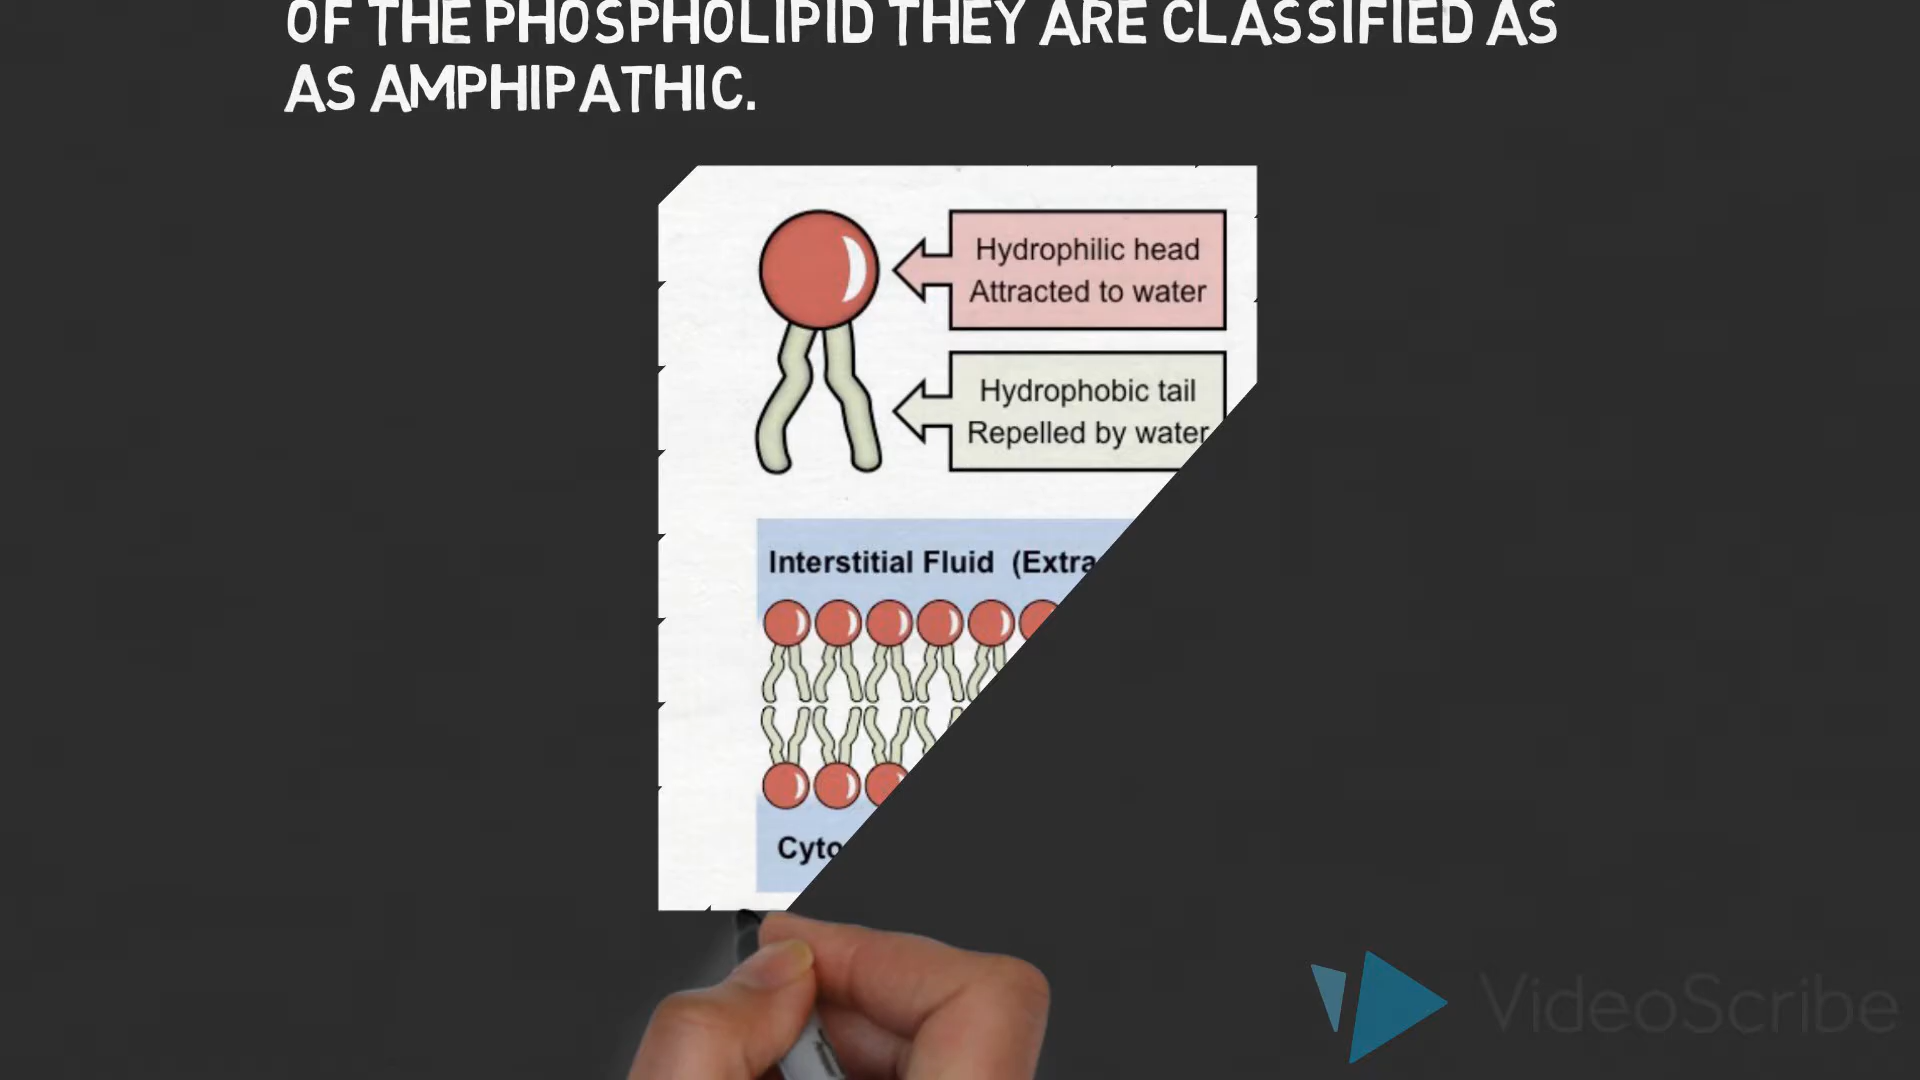 OF THE PHOSPHOLIPID THEY ARE CLASSIFIED AS
AS AMPHIPATHIC.
Hydrophilic head
Attracted to water
Hydrophobic tail
Repelled by water
Interstitial Fluid (Extra
Cyto
VideoScribe